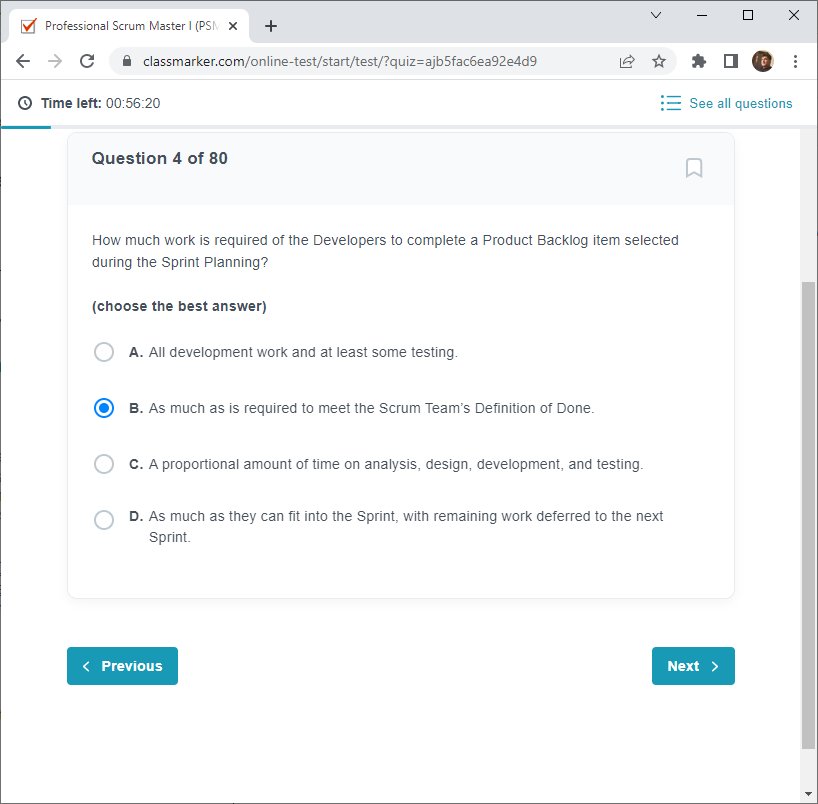 Professional Scrum Master I (PSM
classmarker.com/online-test/start/test/?quiz=ajb5fac6ea92e4d9
Time left: 00:56:20
See all questions
Question 4 of 80
How much work is required of the Developers to complete a Product Backlog item selected
during the Sprint Planning?
(choose the best answer)
A. All development work and at least some testing.
B. As much as is required to meet the Scrum Team’s Definition of Done.
C. A proportional amount of time on analysis, design, development, and testing.
D. As much as they can fit into the Sprint, with remaining work deferred to the next
Sprint.
Previous
Next